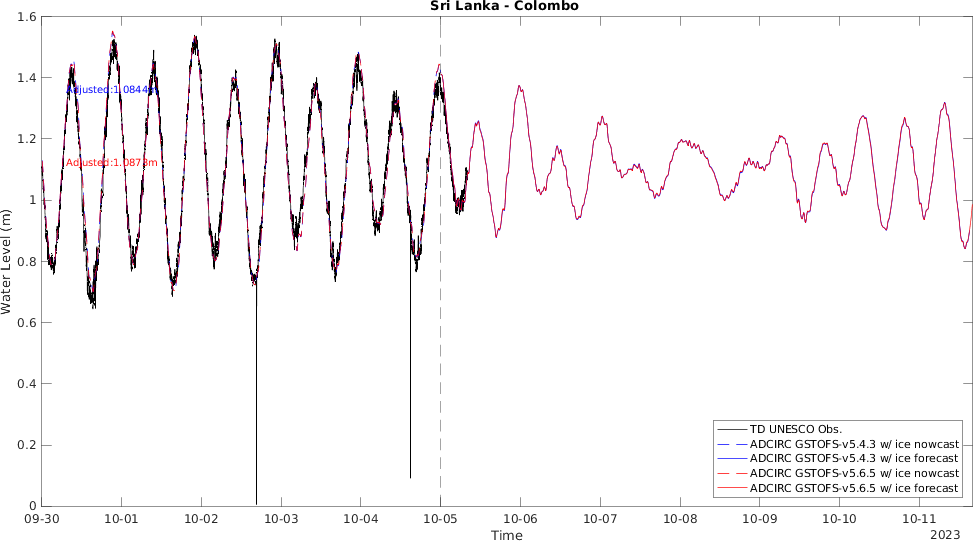 Sri Lanka - Colombo
Water Level (m)
1.6
1.4
1.2
1
0.8
0.6
0.4
0.2
0
Adjusted:1.0844m
Adjusted:1.0873m
TD UNESCO Obs.
ADCIRC GSTOFS-v5.4.3 w/ ice nowcast
ADCIRC GSTOFS-v5.4.3 w/ ice forecast
ADCIRC GSTOFS-v5.6.5 w/ ice nowcast
ADCIRC GSTOFS-v5.6.5 w/ ice forecast
09-30 10-01 10-02 10-03 10-04 10-05 10-06 10-07 10-08 10-09 10-10 10-11
2023
Time